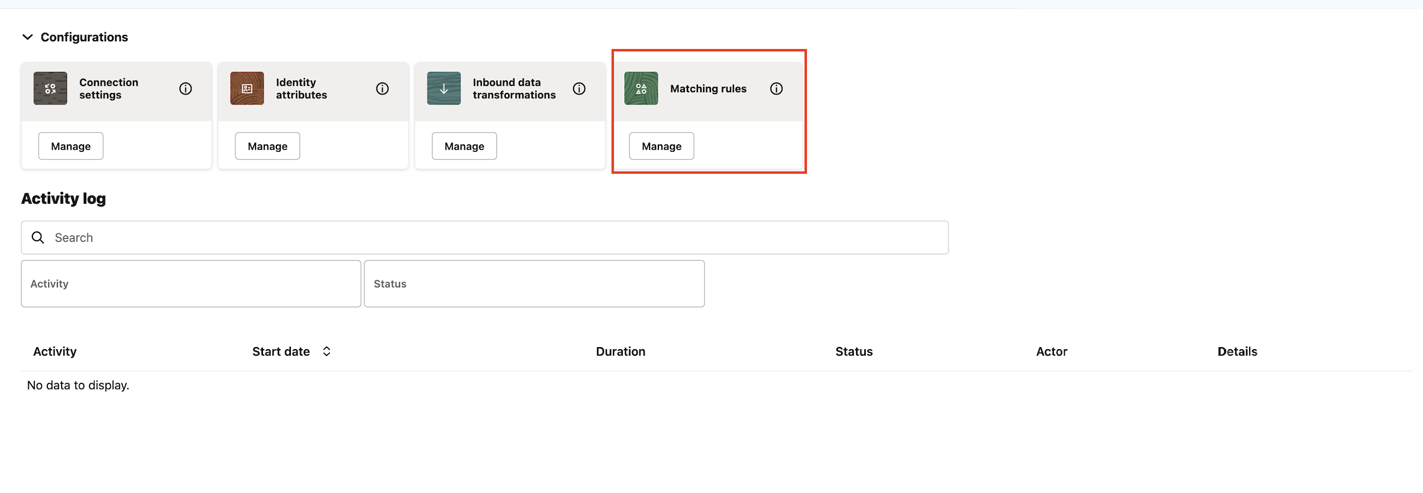 Configurations
Connection settings
Identity attributes
Inbound data transformations
Matching rules
Manage
Manage
Manage
Manage
Activity log
Search
Activity
Status
Activity Start date Duration Status Actor Details
No data to display.